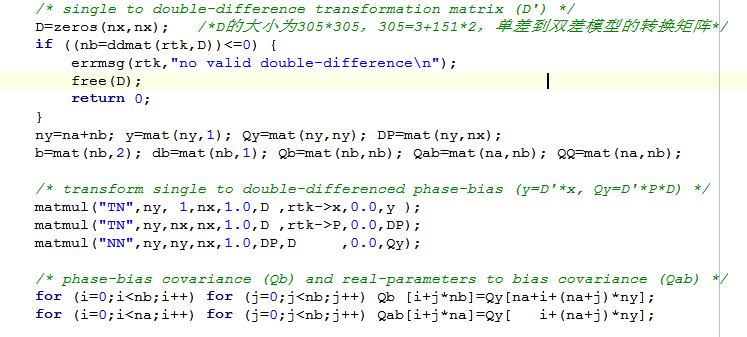 /* single to double-difference transformation matrix (D') */
D=zeros(nx,nx);   /*D的大小为305*305，305=3+151*2，单差到双差模型的转换矩阵*/
if ((nb=ddmat(rtk,D))<=0) {
    errmsg(rtk,"no valid double-difference\n");
    free(D);
    return 0;
}
ny=na+nb; y=mat(ny,1); Qy=mat(ny,ny); DP=mat(ny,nx);
b=mat(nb,2); db=mat(nb,1); Qb=mat(nb,nb); Qab=mat(na,nb); QQ=mat(na,nb);

/* transform single to double-differenced phase-bias (y=D'*x, Qy=D'*P*D) */
matmul("TN",ny, 1,nx,1.0,D ,rtk->x,0.0,y );
matmul("TN",ny,nx,nx,1.0,D ,rtk->P,0.0,DP);
matmul("NN",ny,ny,nx,1.0,DP,D     ,0.0,Qy);

/* phase-bias covariance (Qb) and real-parameters to bias covariance (Qab) */
for (i=0;i<nb;i++) for (j=0;j<nb;j++) Qb [i+j*nb]=Qy[na+i+(na+j)*ny];
for (i=0;i<na;i++) for (j=0;j<nb;j++) Qab[i+j*na]=Qy[   i+(na+j)*ny];